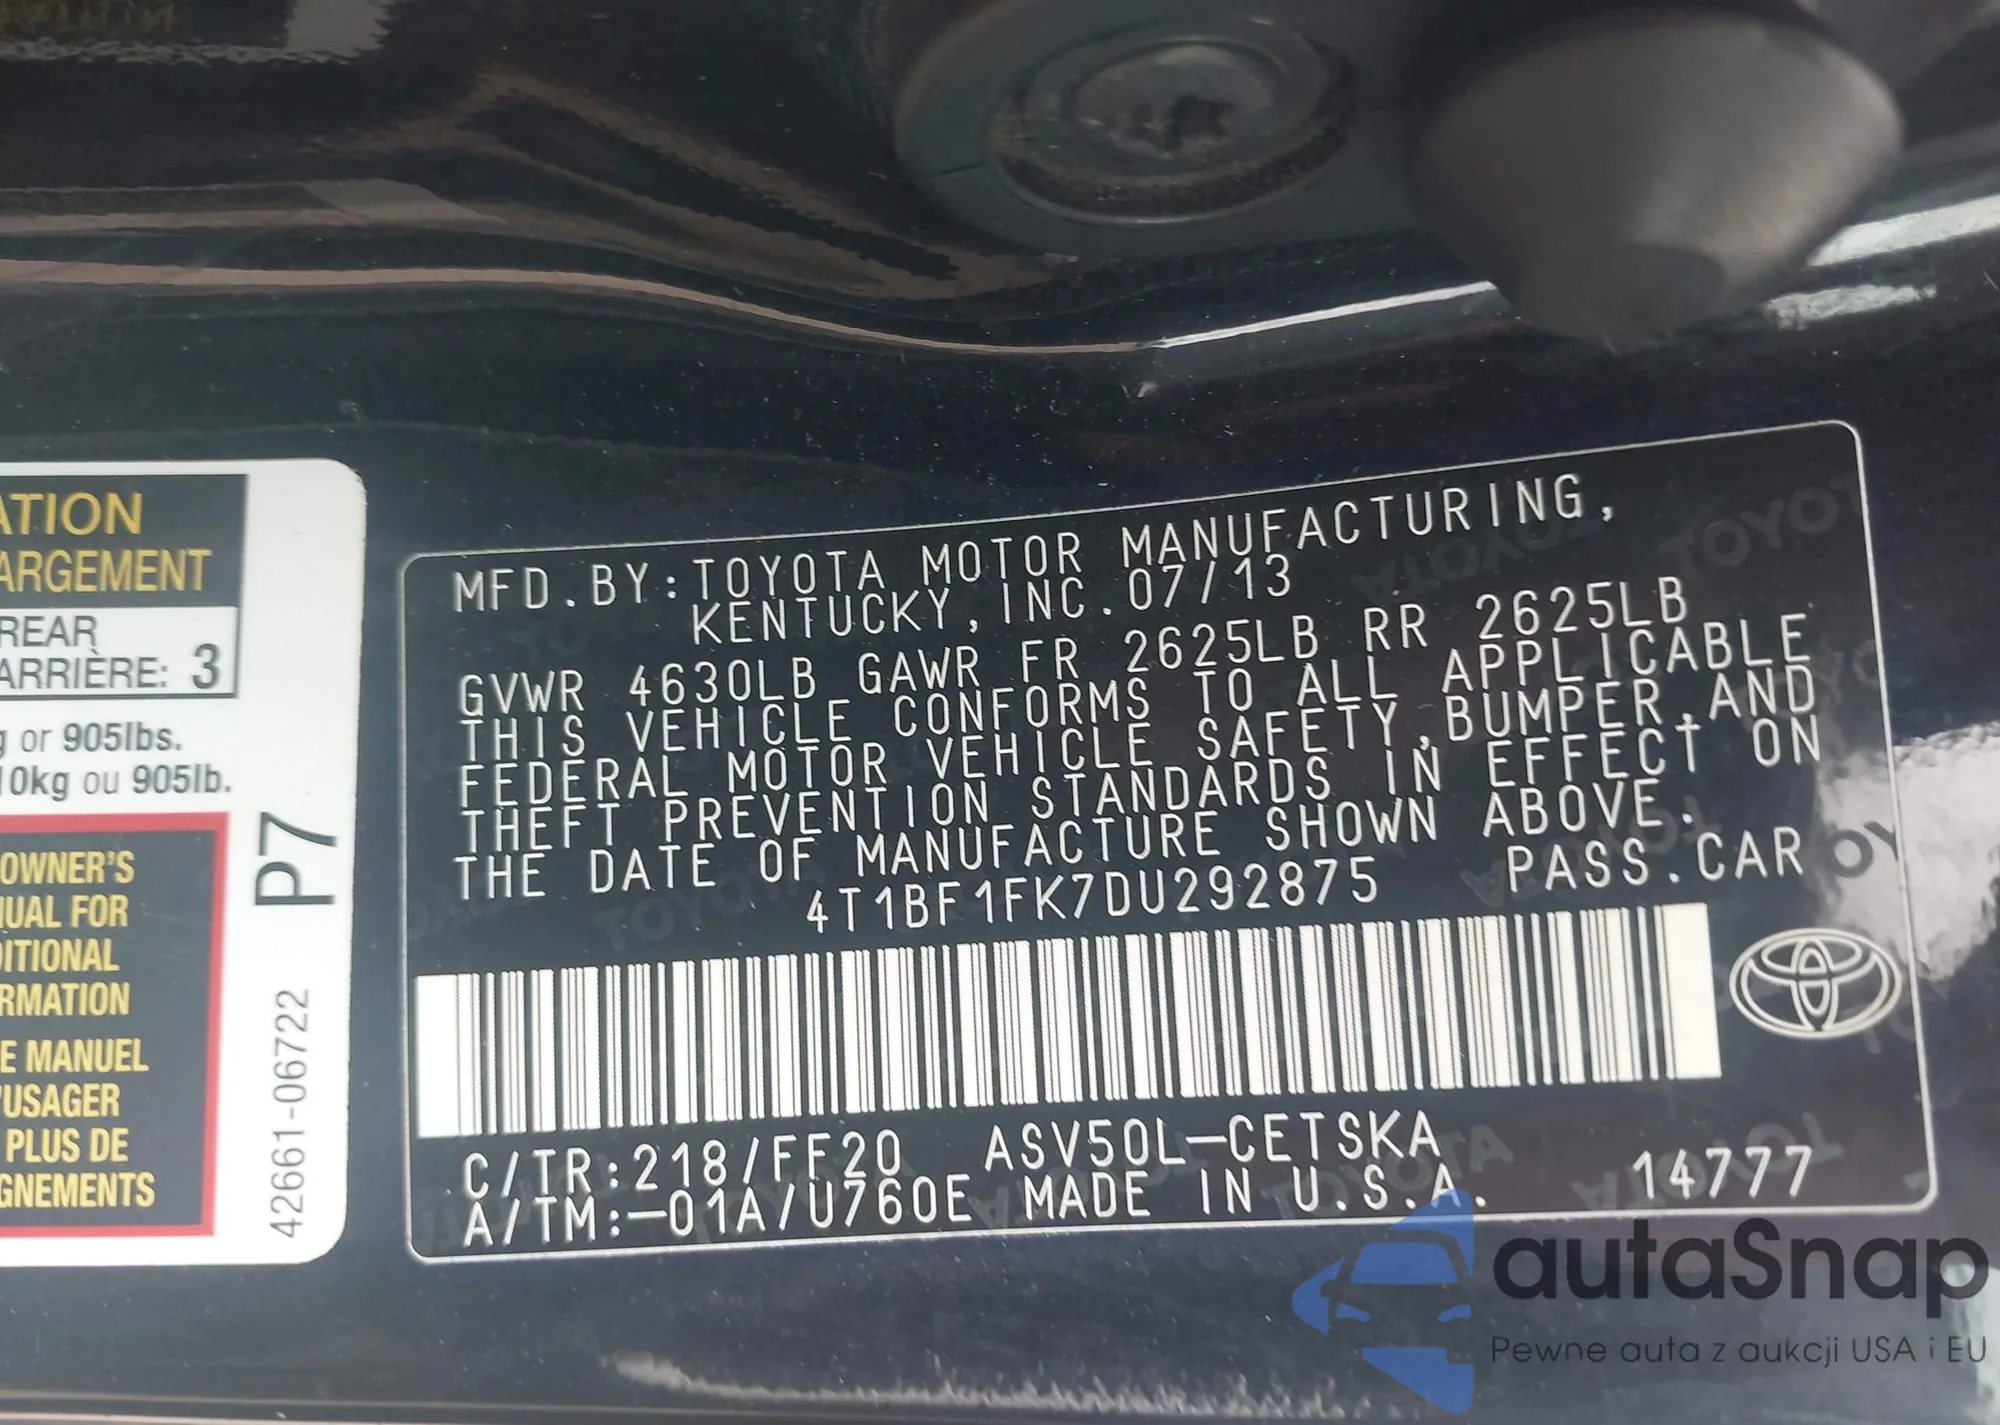 ATION
ARGEMENT
REAR
ARRIÈRE: 3
or 905lbs.
10kg ou 905lb.
OWNER'S
UAL FOR
DITIONAL
RMATION
E MANUEL
'USAGER
PLUS DE
GNEMENTS
P7
42661-06722
MFD.BY:TOYOTA MOTOR MANUFACTURING,
KENTUCKY,INC.07/13
GVWR 4630LB GAWR FR 2625LB RR 2625LB
THIS VEHICLE CONFORMS TO ALL APPLICABLE
FEDERAL MOTOR VEHICLE SAFETY,BUMPER,AND
THEFT PREVENTION STANDARDS IN EFFECT ON
THE DATE OF MANUFACTURE SHOWN ABOVE.
4T1BF1FK7DU292875 PASS.CAR
C/TR:218/FF20 ASV50L-CETSKA
A/TM:-01A/U760E MADE IN U.S.A. 14777
autaSnap
Pewne auta z aukcji USA i EU